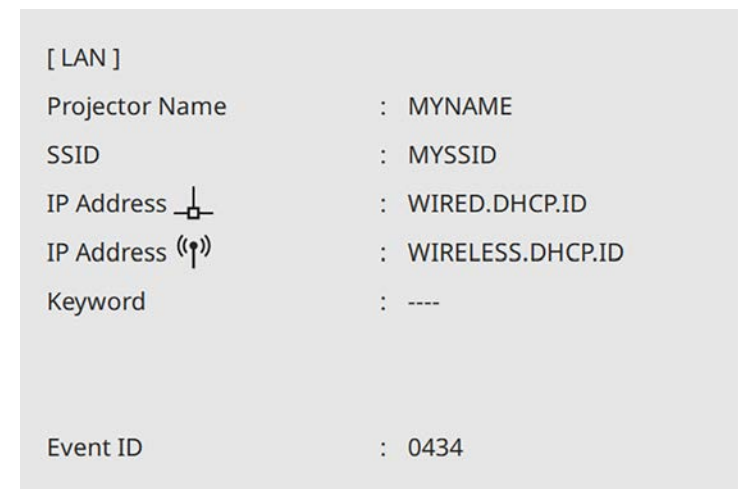 [ LAN ]
Projector Name : MYNAME
SSID : MYSSID
IP Address : WIRED.DHCP.ID
IP Address : WIRELESS.DHCP.ID
Keyword : ----
Event ID : 0434